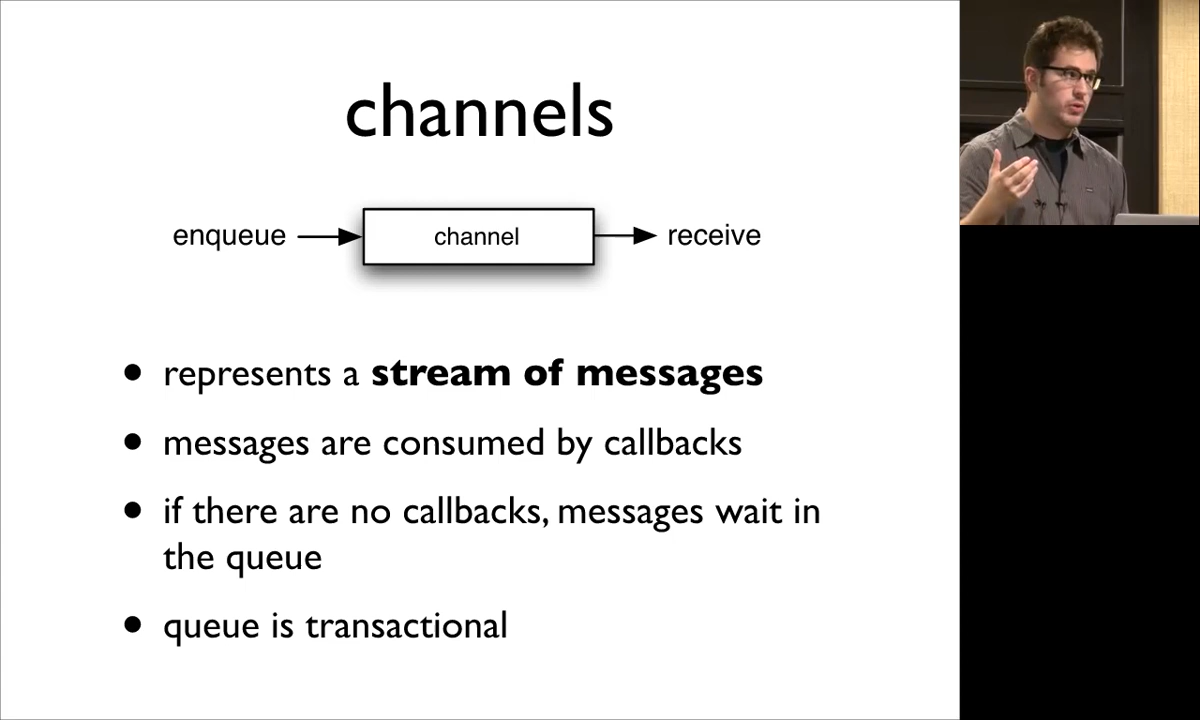 channels
enqueue channel receive
represents a stream of messages
messages are consumed by callbacks
if there are no callbacks, messages wait in
the queue
queue is transactional